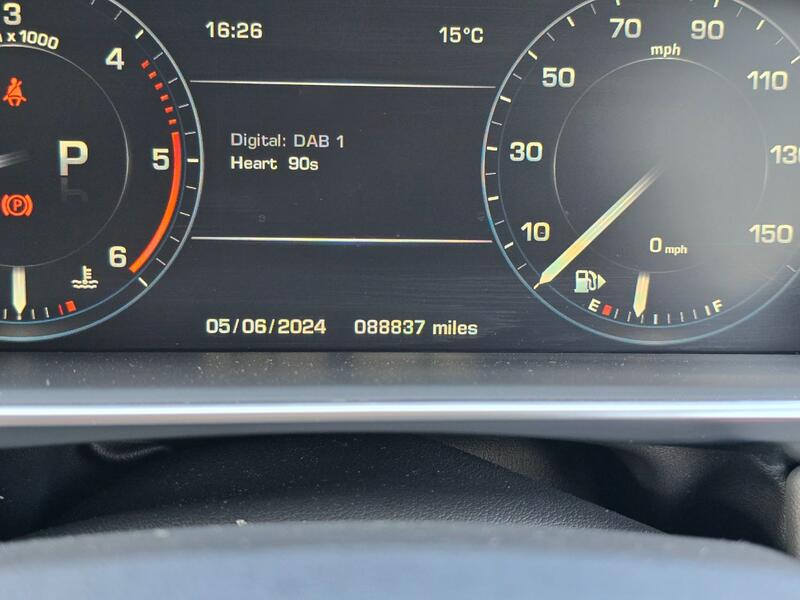 16:26
15°C
3
x 1000
4
5
6
P
(P)
Digital: DAB 1
Heart 90s
10
30
50
70
90
110
130
150
mph
0 mph
E
F
05/06/2024 088837 miles